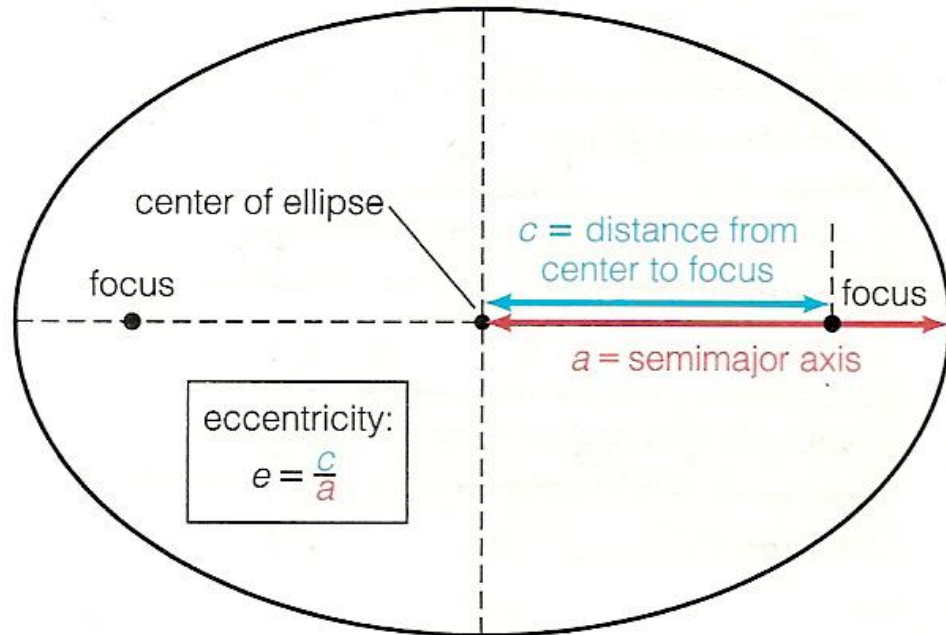 center of ellipse
c = distance from
center to focus
focus
focus
a = semimajor axis
eccentricity:
e = c/a